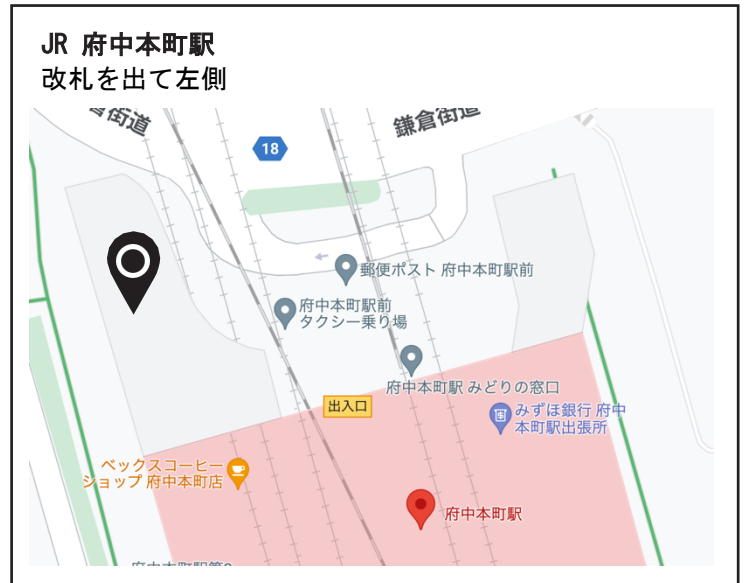 JR 府中本町駅
改札を出て左側
街道
鎌倉街道
18
郵便ポスト 府中本町駅前
府中本町駅前
タクシー乗り場
府中本町駅 みどりの窓口
出入口
みずほ銀行 府中
本町駅出張所
ベックスコーヒー
ショップ 府中本町店
府中本町駅